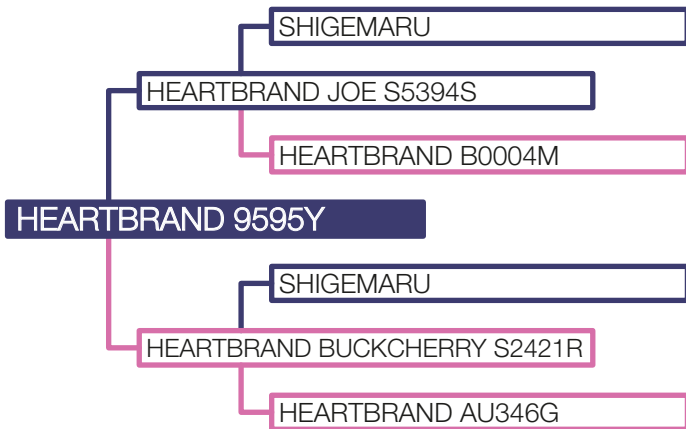 SHIGEMARU
HEARTBRAND JOE S5394S
HEARTBRAND B0004M
HEARTBRAND 9595Y
SHIGEMARU
HEARTBRAND BUCKCHERRY S2421R
HEARTBRAND AU346G